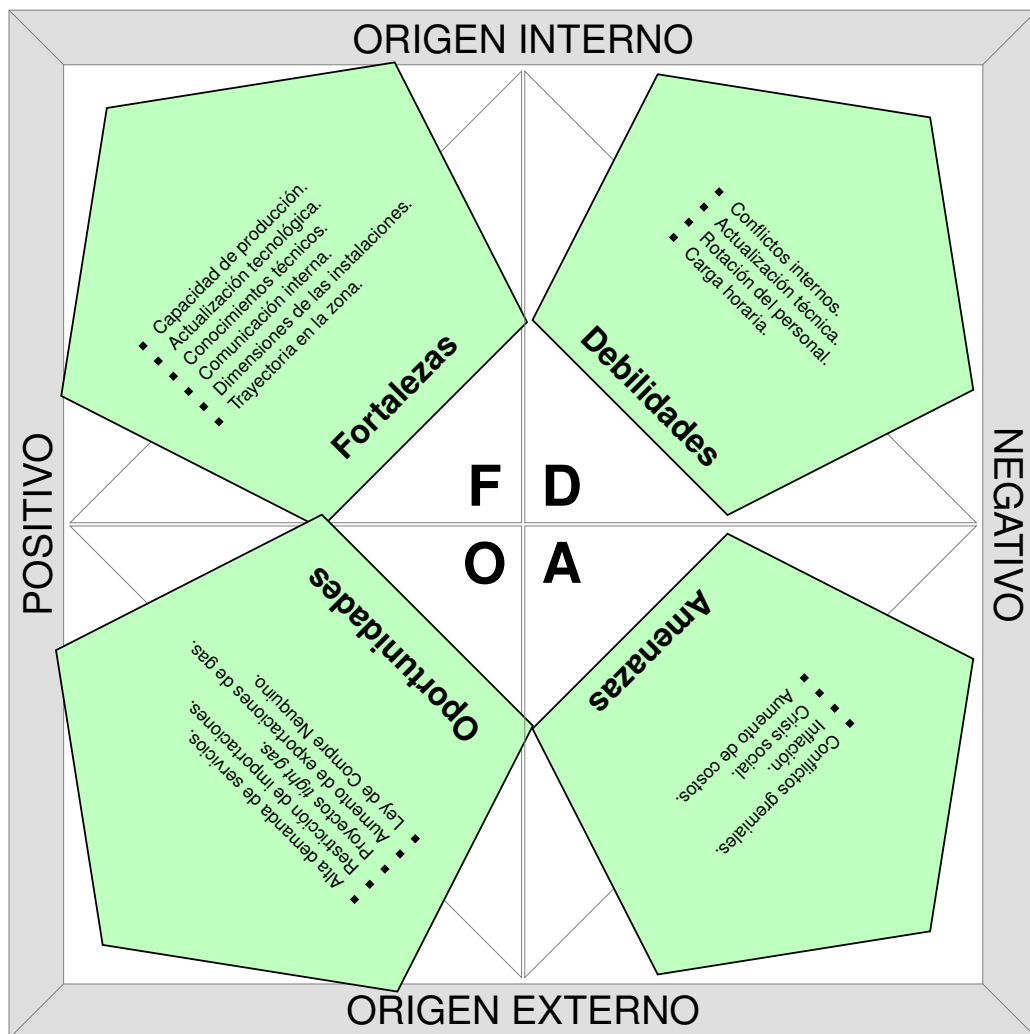 ORIGEN INTERNO
Capacidad de producción.
Actualización tecnológica.
Conocimientos técnicos.
Comunicación interna.
Dimensiones de las instalaciones.
Trayectoria en la zona.
Fortalezas
Conflictos internos.
Actualización técnica.
Rotación del personal.
Carga horaria.
Debilidades
POSITIVO
F D
O A
NEGATIVO
Oportunidades
Alta demanda de servicios.
Restricción de importaciones.
Proyectos tight gas.
Aumento de exportaciones de gas.
Ley de Compre Neuquino.
Amenazas
Conflictos gremiales.
Inflación.
Crisis social.
Aumento de costos.
ORIGEN EXTERNO